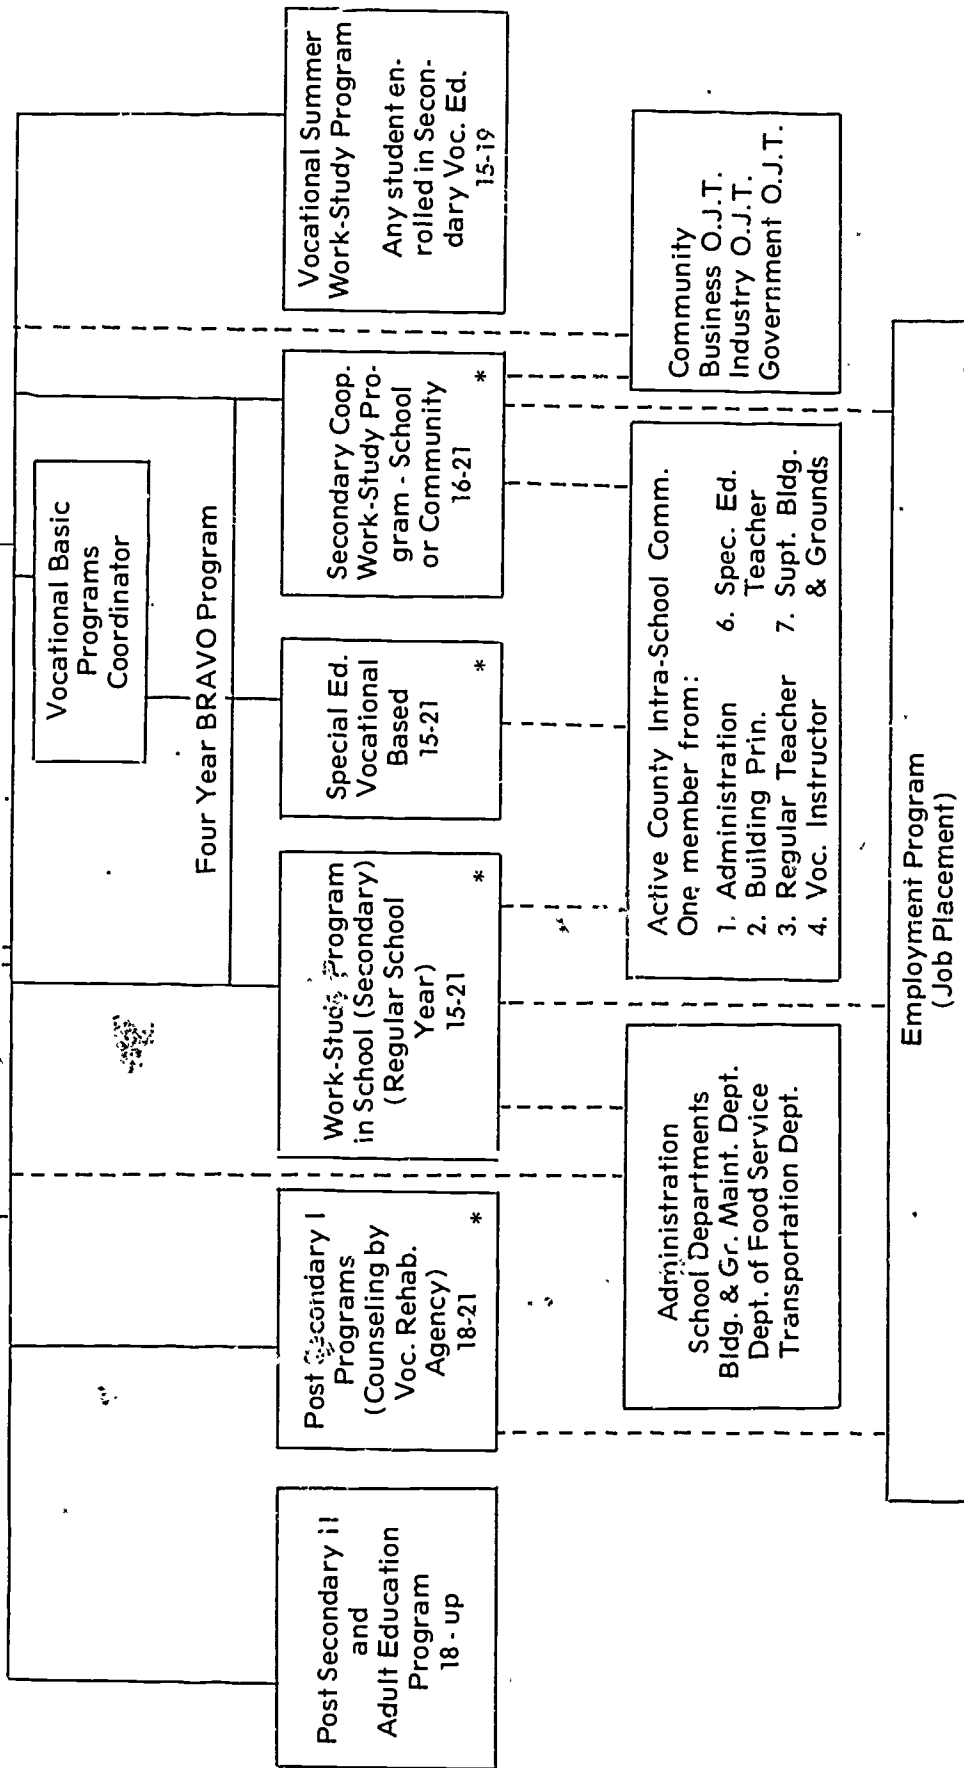 Vocational Basic
Programs
Coordinator
Four Year BRAVO Program
Post Secondary II
and
Adult Education
Program
18 - up
Post Secondary I
Programs
(Counseling by
Voc. Rehab.
Agency)
18-21
*
Work-Study Program
in School (Secondary)
(Regular School
Year)
15-21
*
Special Ed.
Vocational
Based
15-21
*
Secondary Coop.
Work-Study Pro-
gram - School
or Community
16-21
*
Vocational Summer
Work-Study Program
Any student en-
rolled in Secon-
dary Voc. Ed.
15-19
Administration
School Departments
Bldg. & Gr. Maint. Dept.
Dept. of Food Service
Transportation Dept.
Active County Intra-School Comm.
One member from:
1. Administration 6. Spec. Ed.
2. Building Prin. Teacher
3. Regular Teacher 7. Supt. Bldg.
4. Voc. Instructor & Grounds
Community
Business O.J.T.
Industry O.J.T.
Government O.J.T.
Employment Program
(Job Placement)